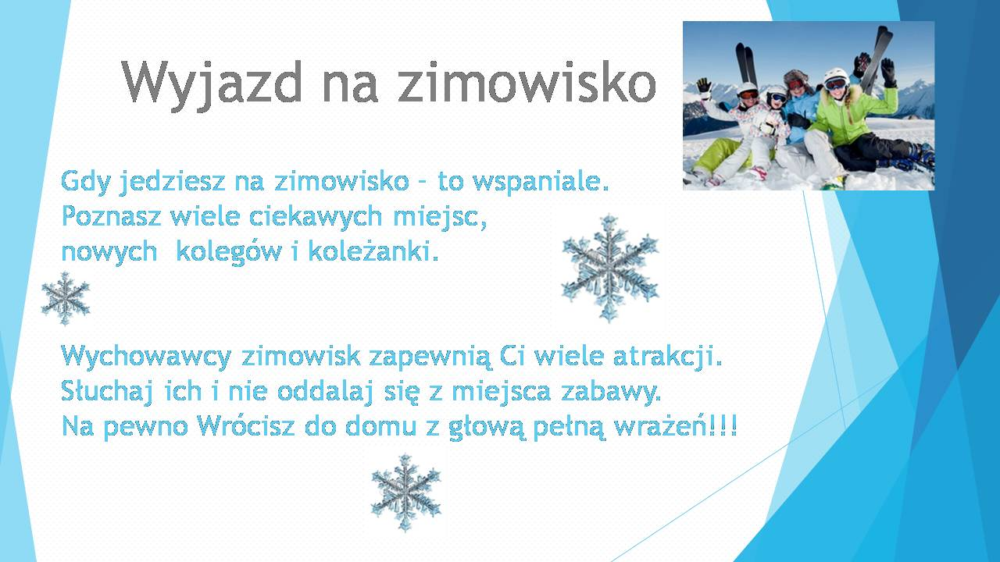 Wyjazd na zimowisko
Gdy jedziesz na zimowisko - to wspaniale.
Poznasz wiele ciekawych miejsc,
nowych  kolegów i koleżanki.
Wychowawcy zimowisk zapewnią Ci wiele atrakcji.
Słuchaj ich i nie oddalaj się z miejsca zabawy.
Na pewno Wrócisz do domu z głową pełną wrażeń!!!